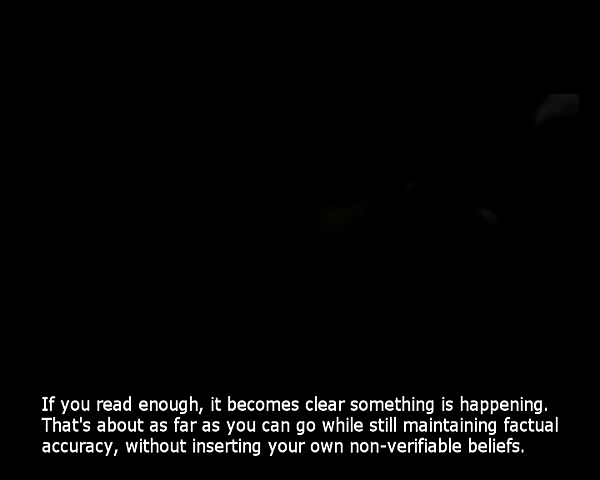 If you read enough, it becomes clear something is happening.
That's about as far as you can go while still maintaining factual
accuracy, without inserting your own non-verifiable beliefs.